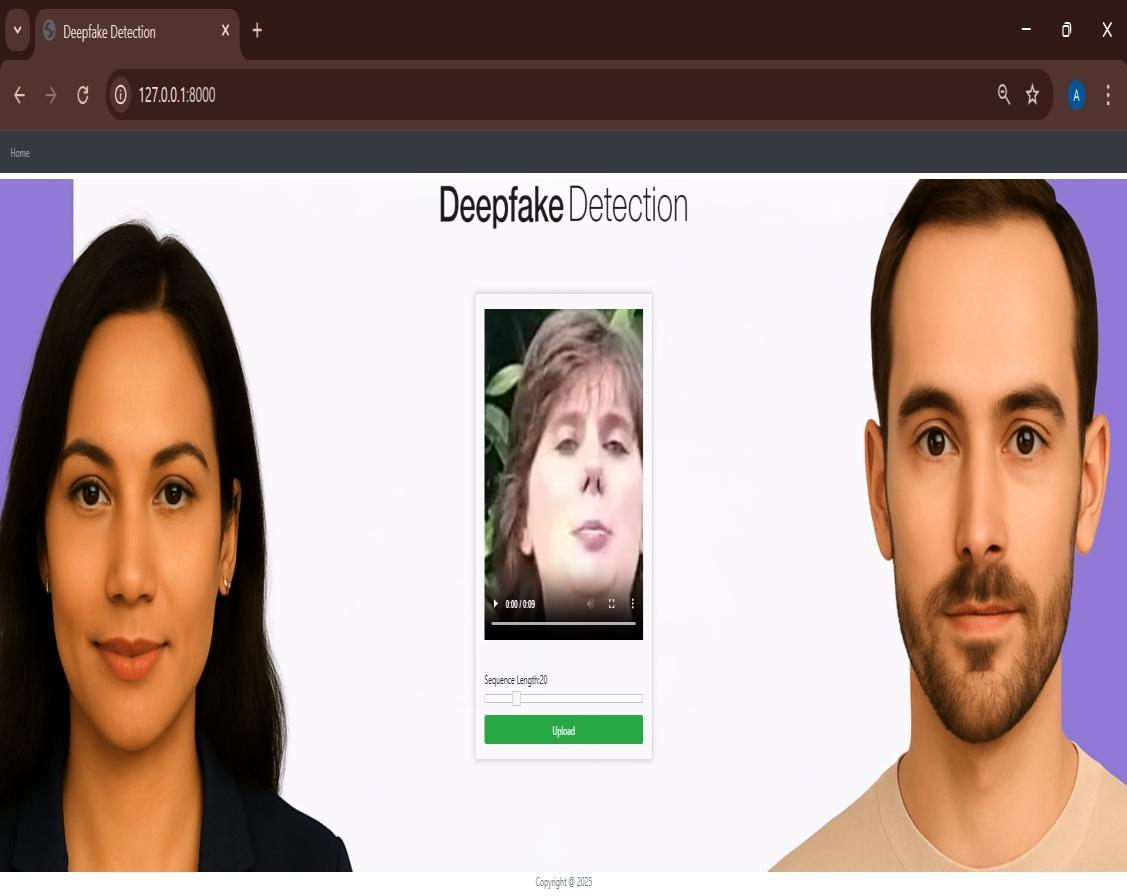 Deepfake Detection
127.0.0.1:8000
A
Home
Deepfake Detection
0:00 / 0:09
Sequence Length:20
Upload
Copyright @ 2025